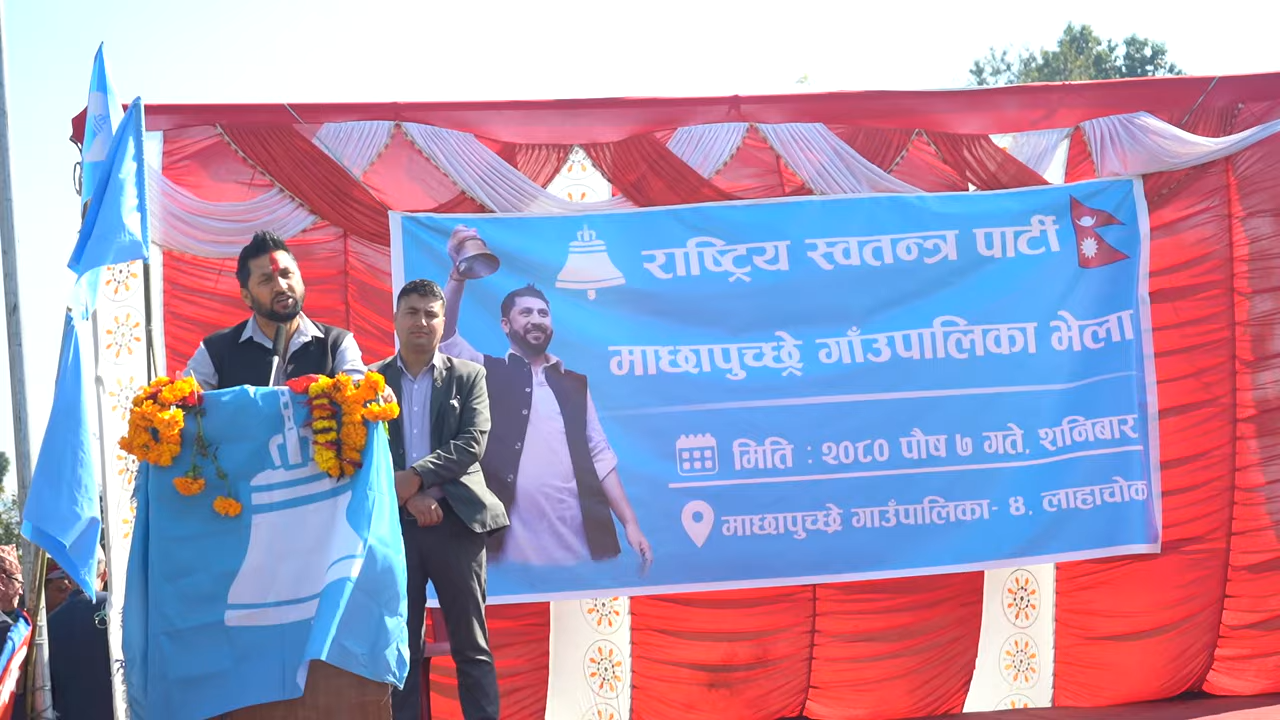 राष्ट्रिय स्वतन्त्र पार्टी
माछापुच्छ्रे गाँउपालिका भेला
मिति : २०८० पौष ७ गते, शनिबार
माछापुच्छ्रे गाउँपालिका- ४, लाहाचोक